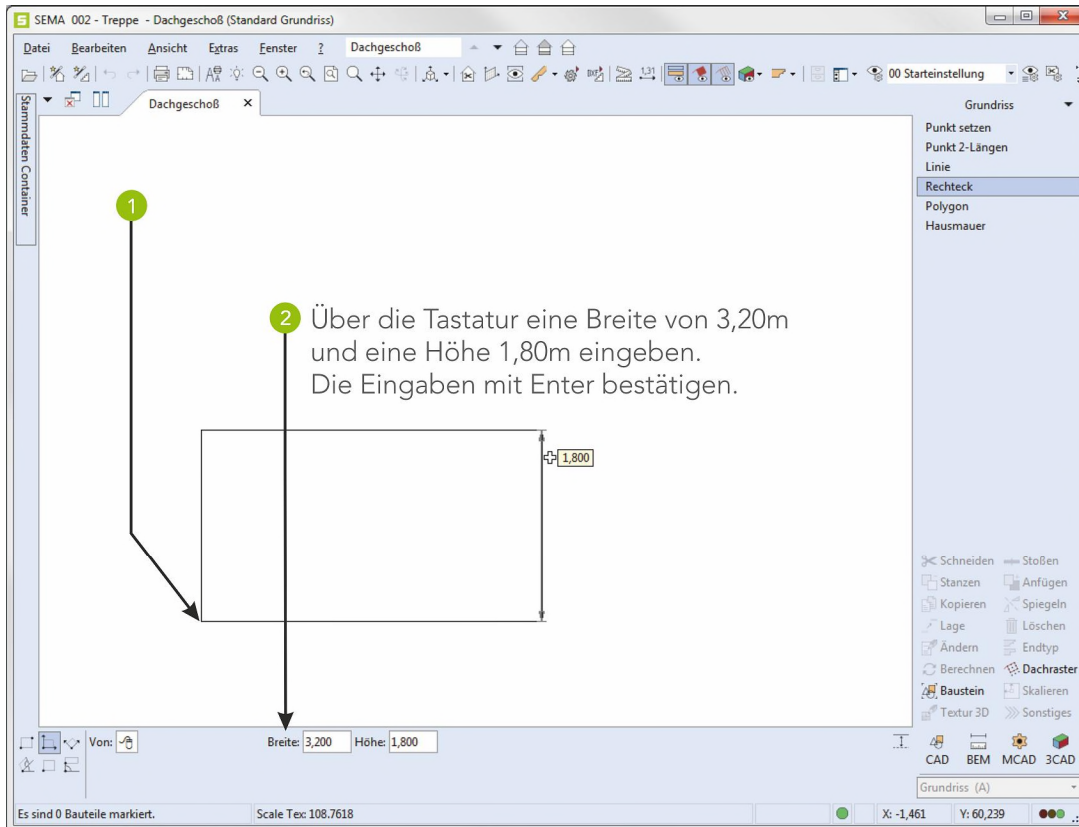 SEMA 002 - Treppe - Dachgeschoß (Standard Grundriss)
Datei Bearbeiten Ansicht Extras Fenster ? Dachgeschoß
00 Starteinstellung
Dachgeschoß
Stammdaten Container
Grundriss
Punkt setzen
Punkt 2-Längen
Linie
Rechteck
Polygon
Hausmauer
1
2 Über die Tastatur eine Breite von 3,20m
und eine Höhe 1,80m eingeben.
Die Eingaben mit Enter bestätigen.
1,800
Schneiden Stoßen
Stanzen Anfügen
Kopieren Spiegeln
Lage Löschen
Ändern Endtyp
Berechnen Dachraster
Baustein Skalieren
Textur 3D Sonstiges
Von: Breite: 3,200 Höhe: 1,800
CAD BEM MCAD 3CAD
Grundriss (A)
Es sind 0 Bauteile markiert. Scale Tex: 108.7618 X: -1,461 Y: 60,239